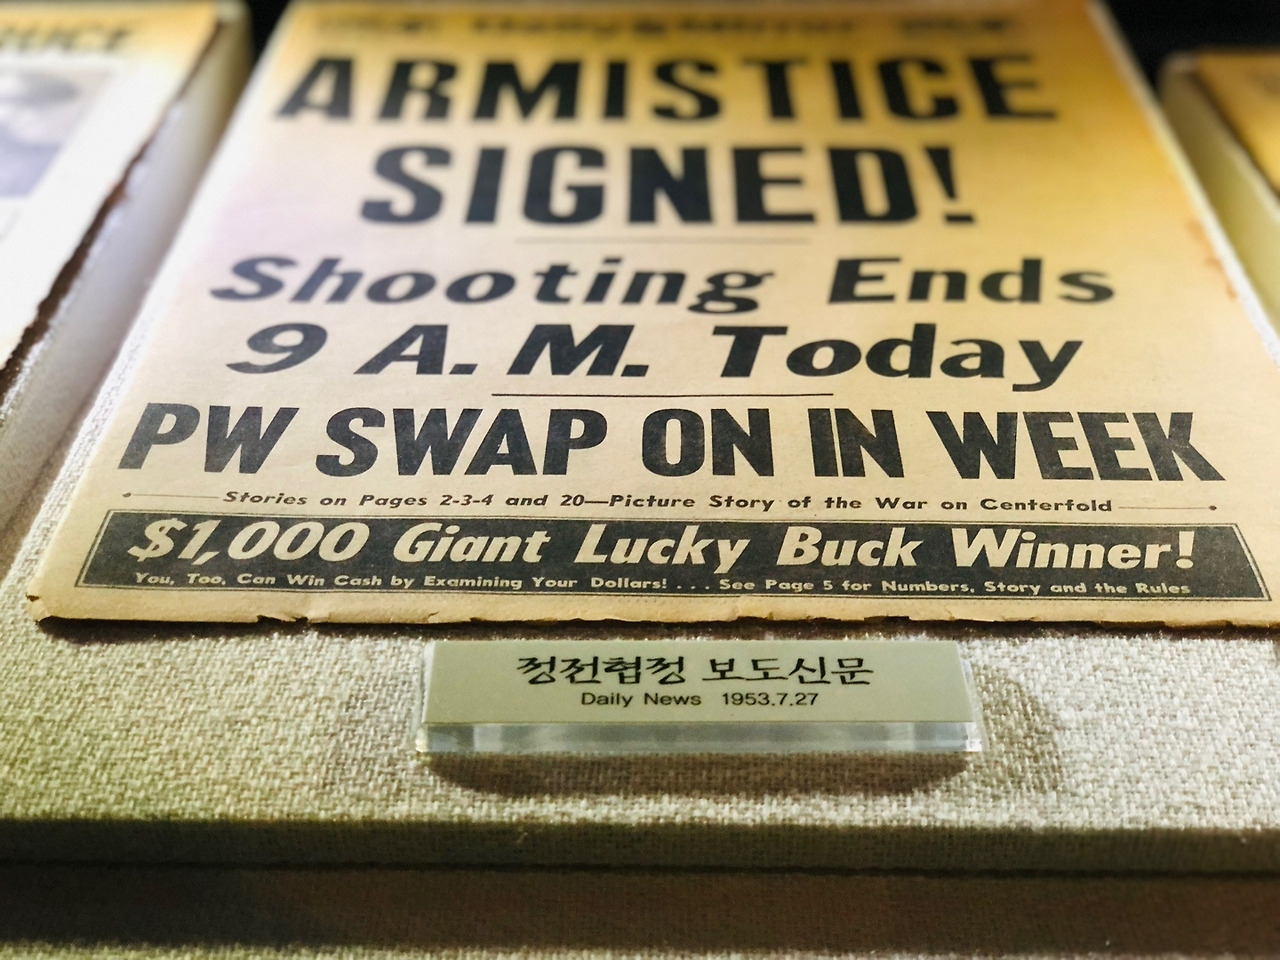 Daily Mirror
ARMISTICE
SIGNED!
Shooting Ends
9 A.M. Today
PW SWAP ON IN WEEK
Stories on Pages 2-3-4 and 20—Picture Story of the War on Centerfold
$1,000 Giant Lucky Buck Winner!
You, Too, Can Win Cash by Examining Your Dollars! . . . See Page 5 for Numbers, Story and the Rules
정전협정 보도신문
Daily News 1953.7.27